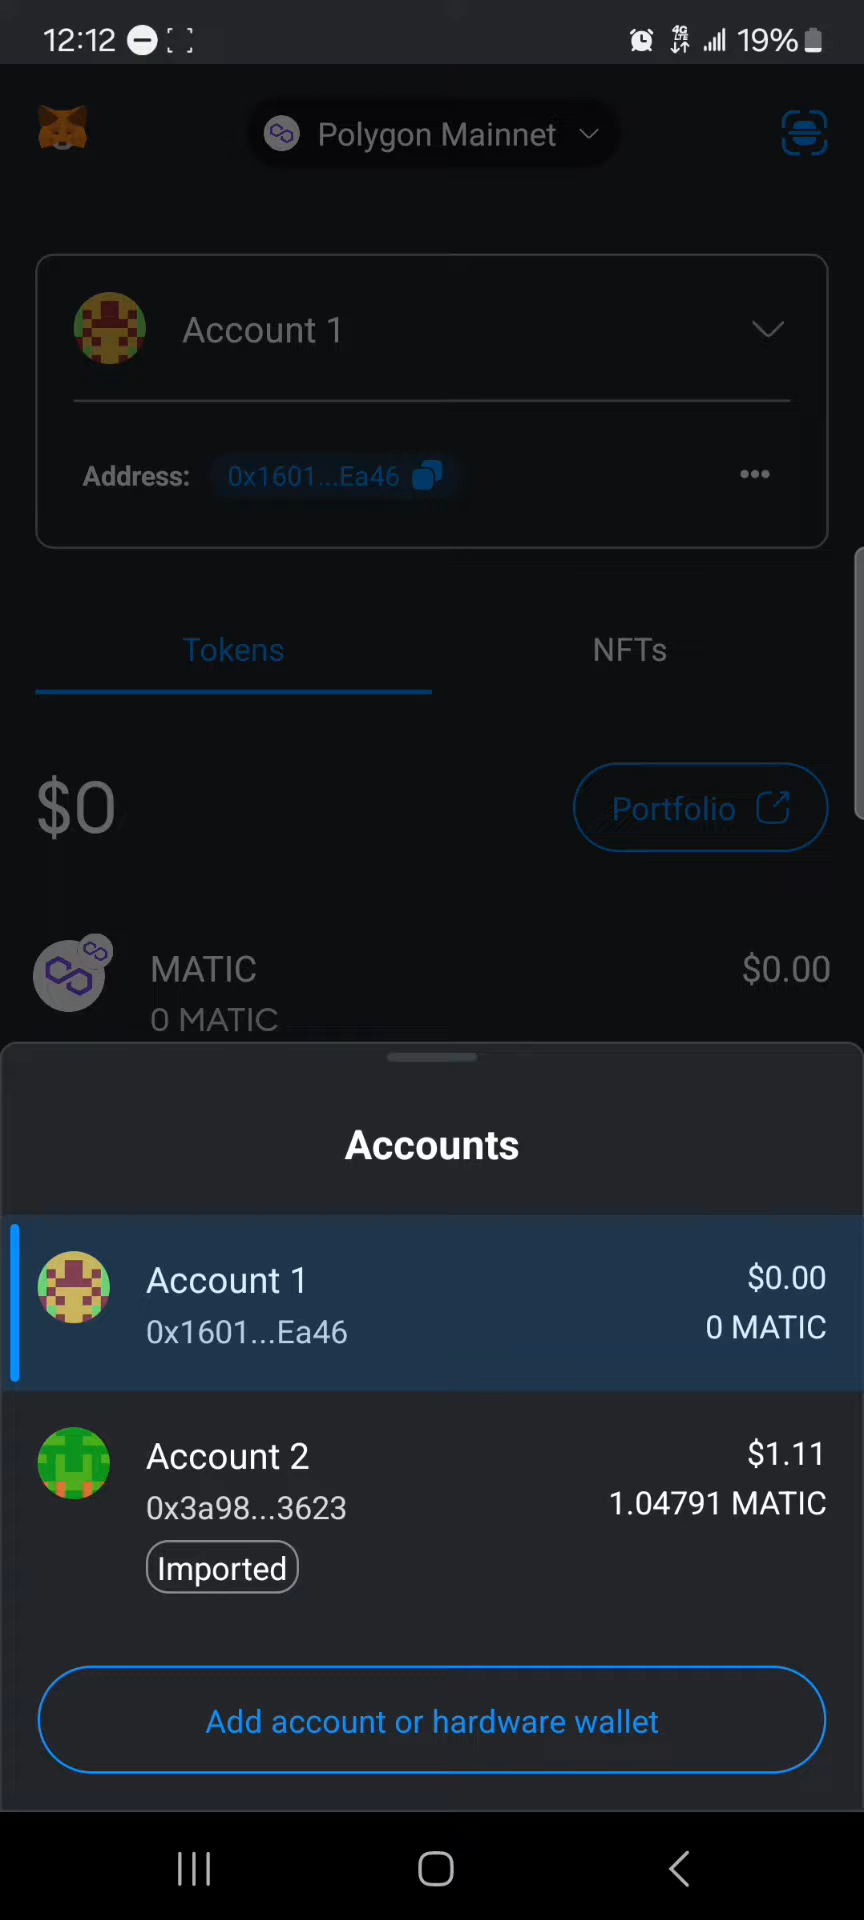 12:12
4G LTE 19%
Polygon Mainnet
Account 1
Address: 0x1601...Ea46
Tokens NFTs
$0 Portfolio
MATIC $0.00
0 MATIC
Accounts
Account 1 $0.00
0x1601...Ea46 0 MATIC
Account 2 $1.11
0x3a98...3623 1.04791 MATIC
Imported
Add account or hardware wallet